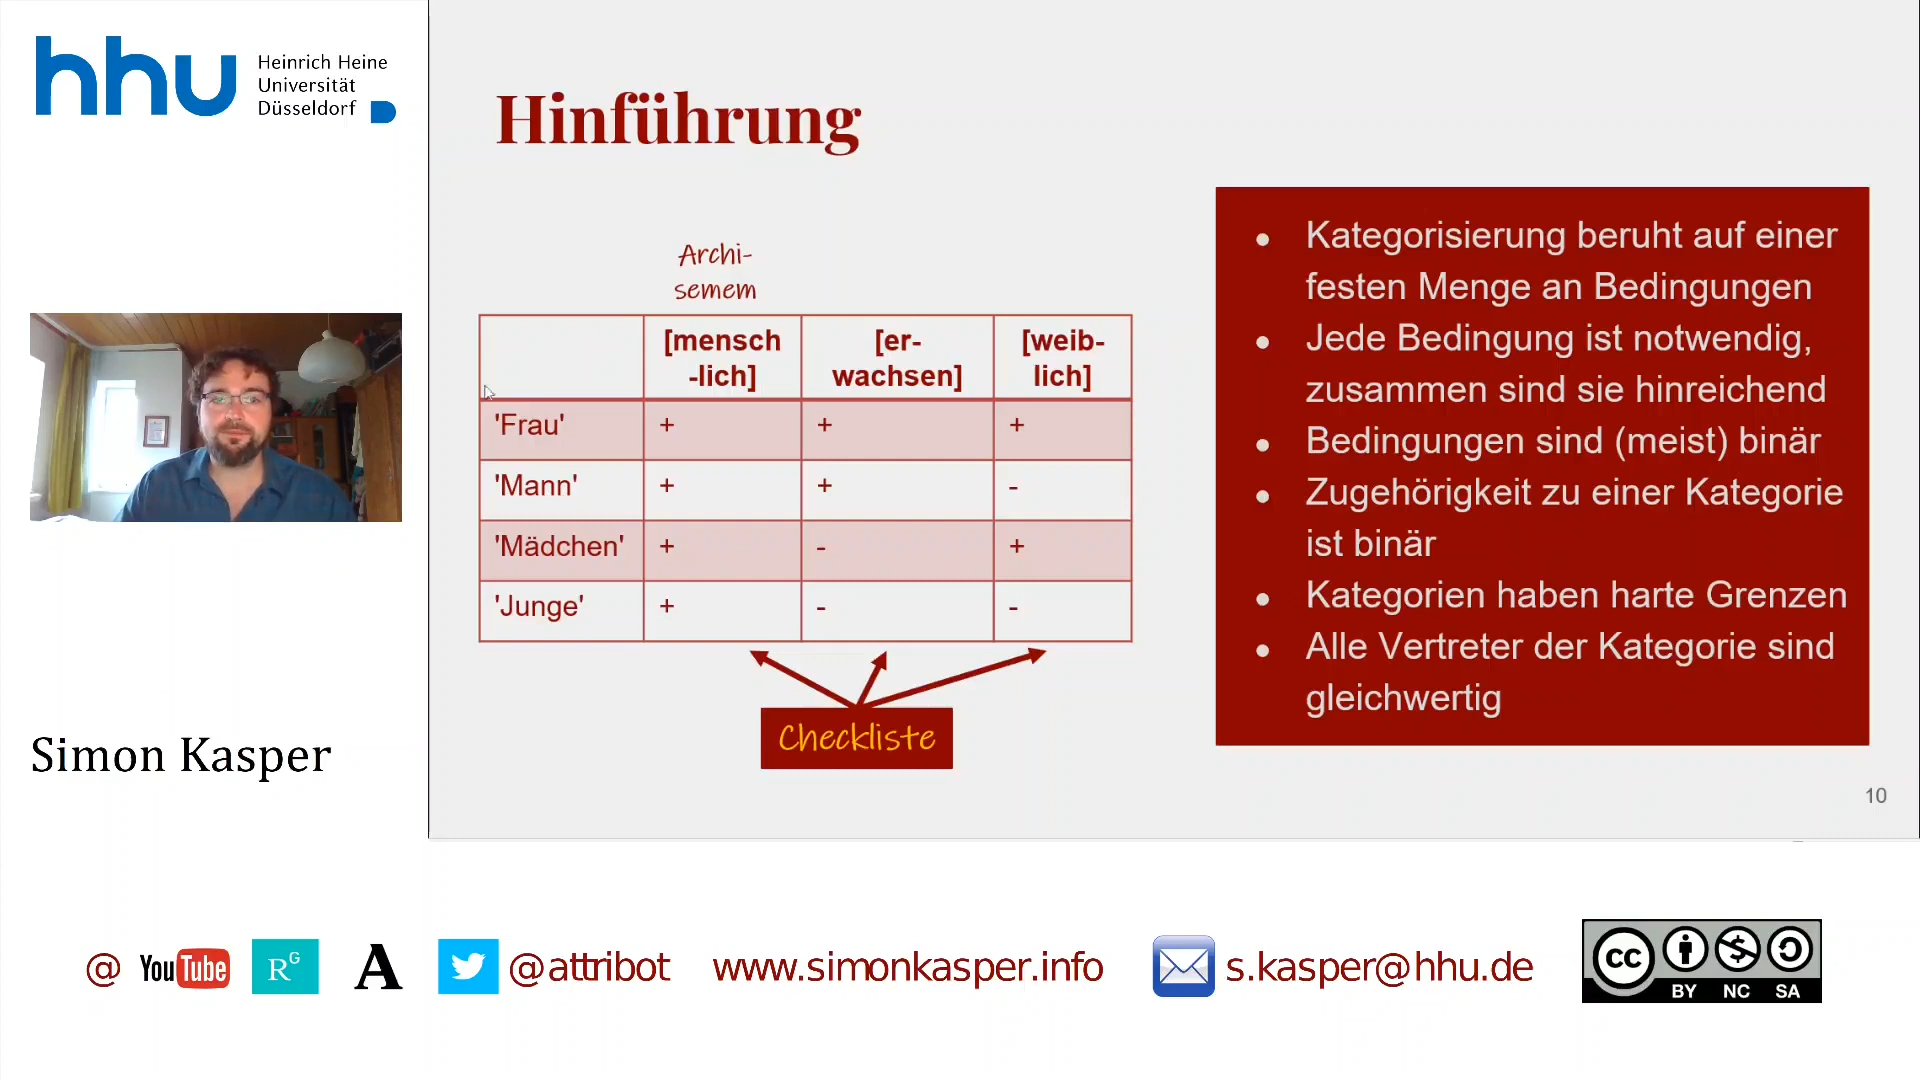 hhu
Heinrich Heine
Universität
Düsseldorf
Simon Kasper
Hinführung
Archi-
semem
[mensch
-lich]
[er-
wachsen]
[weib-
lich]
'Frau' + + +
'Mann' + + -
'Mädchen' + - +
'Junge' + - -
Checkliste
● Kategorisierung beruht auf einer
festen Menge an Bedingungen
● Jede Bedingung ist notwendig,
zusammen sind sie hinreichend
● Bedingungen sind (meist) binär
● Zugehörigkeit zu einer Kategorie
ist binär
● Kategorien haben harte Grenzen
● Alle Vertreter der Kategorie sind
gleichwertig
10
@ YouTube RG A @attribot www.simonkasper.info s.kasper@hhu.de
cc
BY NC SA